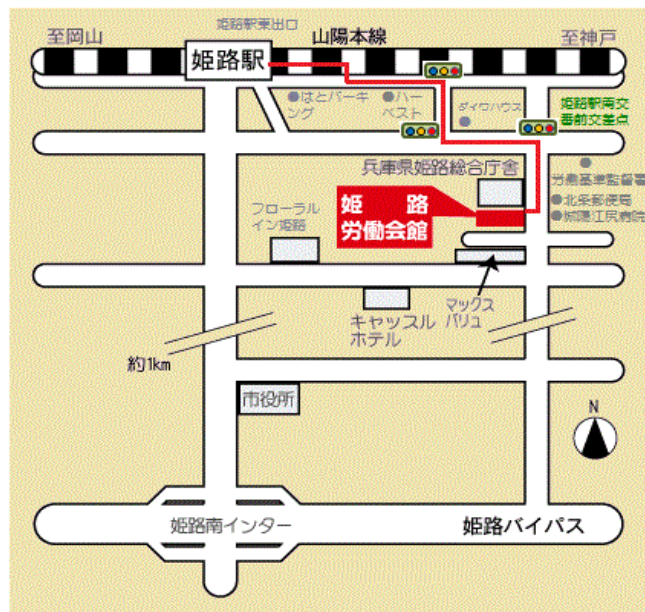 姫路駅東出口
至岡山
山陽本線
至神戸
姫路駅
●はとパーキ
ング
●ハー
ベスト
ダイワハウス
姫路駅南交
番前交差点
兵庫県姫路総合庁舎
労働基準監督署
●北条郵便局
●城陽江尻病院
姫 路
労働会館
フローラル
イン姫路
マックス
バリュ
キャッスル
ホテル
約1km
市役所
N
姫路南インター
姫路バイパス